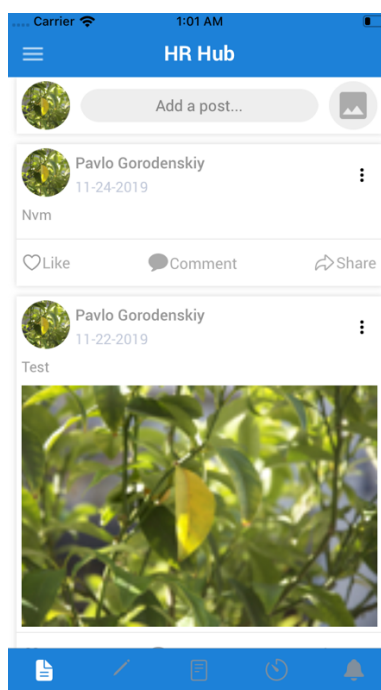 Carrier 1:01 AM
HR Hub
Add a post...
Pavlo Gorodenskiy
11-24-2019
Nvm
Like Comment Share
Pavlo Gorodenskiy
11-22-2019
Test